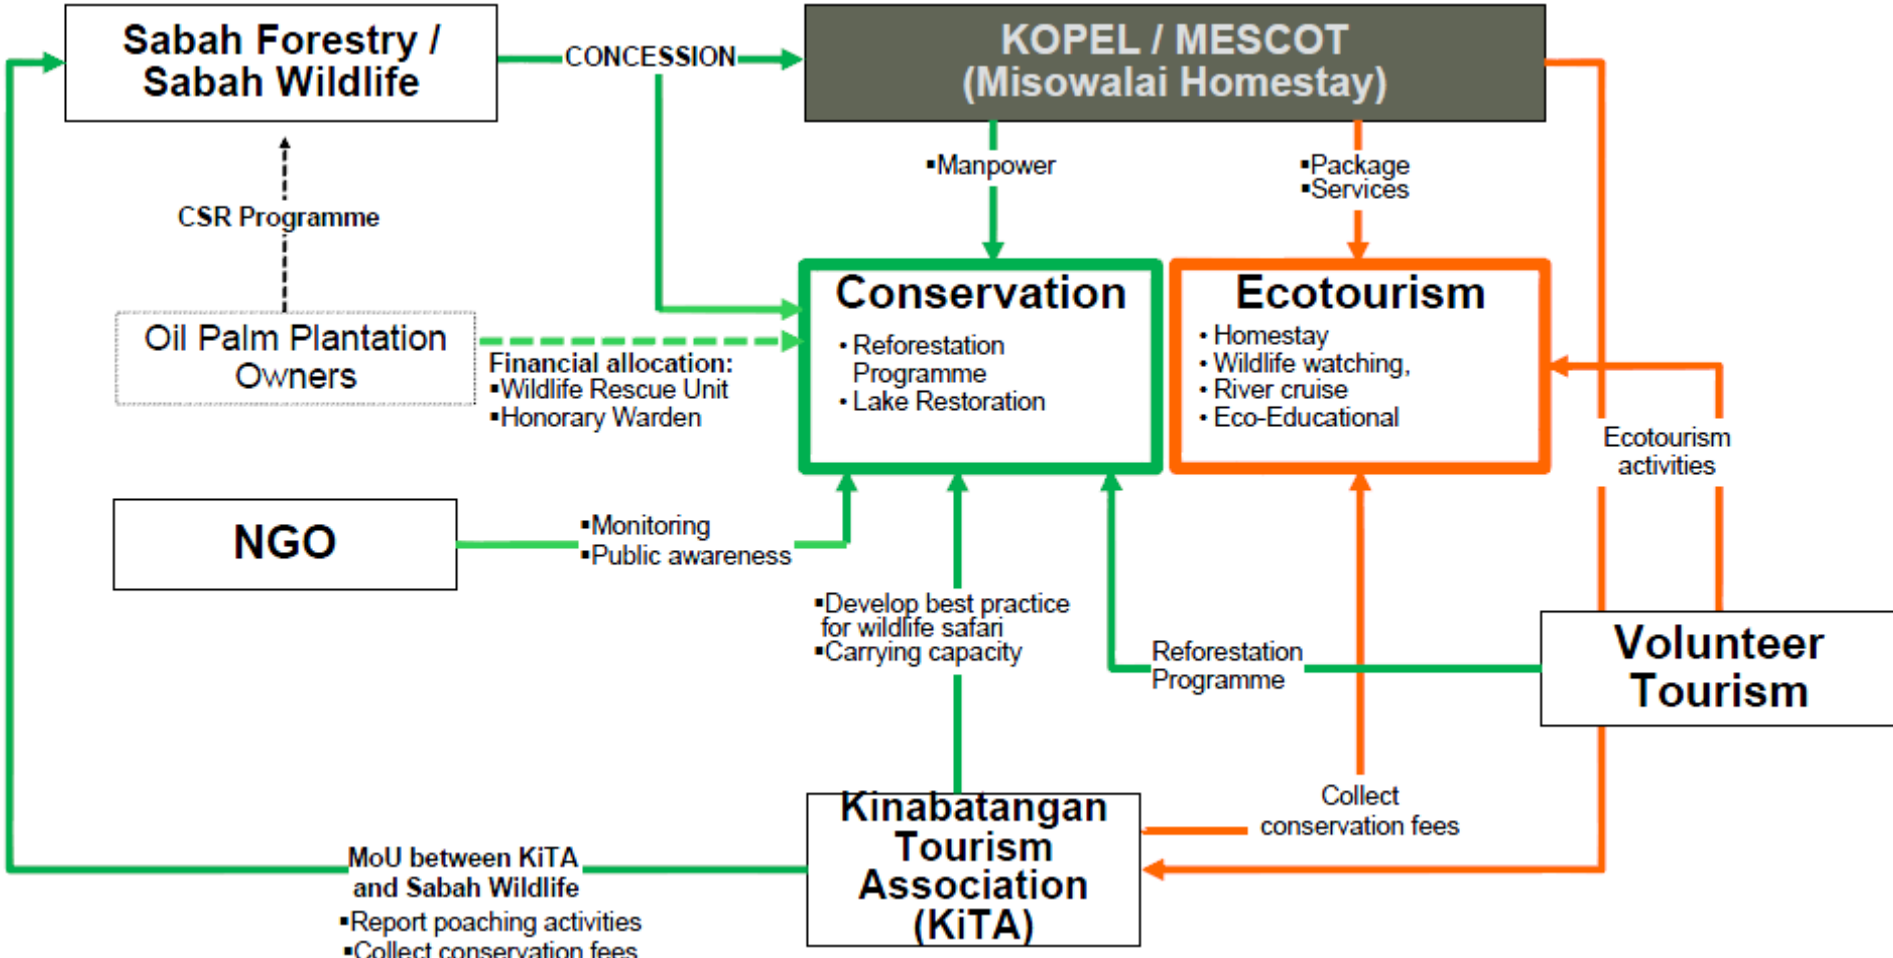 Sabah Forestry /
Sabah Wildlife
CONCESSION
KOPEL / MESCOT
(Misowalai Homestay)
▪Manpower
▪Package
▪Services
CSR Programme
Oil Palm Plantation
Owners
Financial allocation:
▪Wildlife Rescue Unit
▪Honorary Warden
Conservation
• Reforestation
Programme
• Lake Restoration
Ecotourism
• Homestay
• Wildlife watching,
• River cruise
• Eco-Educational
Ecotourism
activities
NGO
▪Monitoring
▪Public awareness
▪Develop best practice
for wildlife safari
▪Carrying capacity
Reforestation
Programme
Volunteer
Tourism
Kinabatangan
Tourism
Association
(KiTA)
Collect
conservation fees
MoU between KiTA
and Sabah Wildlife
▪Report poaching activities
▪Collect conservation fees